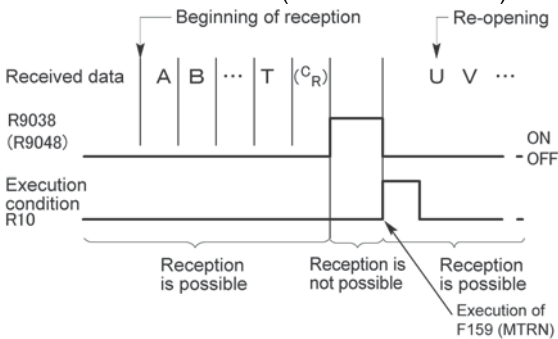 Beginning of reception
Re-opening
Received data A B ··· T (CR) U V ···
R9038
(R9048)
ON
OFF
Execution
condition
R10
Reception
is possible
Reception is
not possible
Reception
is possible
Execution of
F159 (MTRN)